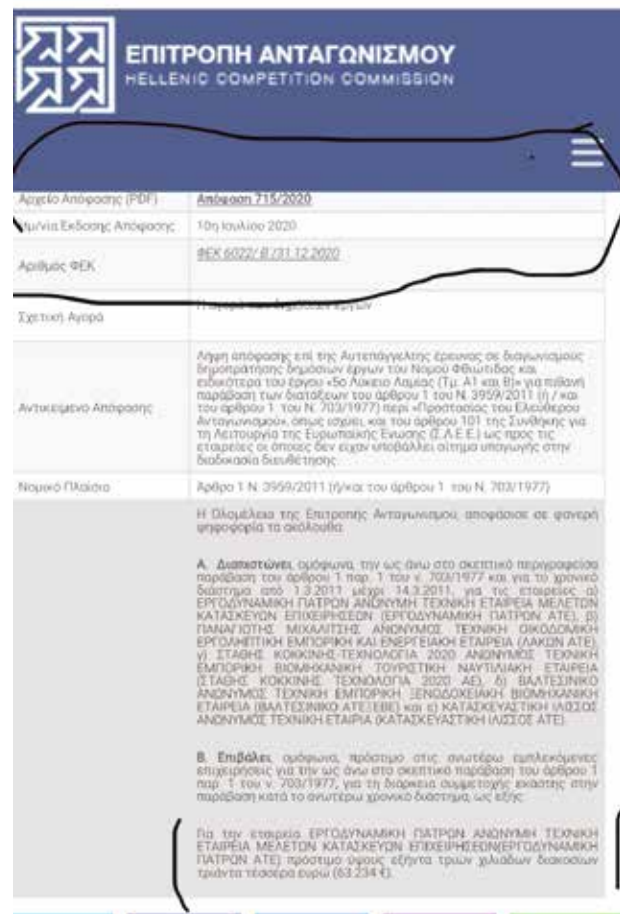 ΕΠΙΤΡΟΠΗ ΑΝΤΑΓΩΝΙΣΜΟΥ
HELLENIC COMPETITION COMMISSION
Αρχείο Απόφασης (PDF)
Απόφαση 715/2020
Ημ/νία Έκδοσης Απόφασης
10η Ιουλίου 2020
Αριθμός ΦΕΚ
ΦΕΚ 6022/ Β΄/31.12.2020
Σχετική Αγορά
Η αγορά των δημοσίων έργων
Αντικείμενο Απόφασης
Λήψη απόφασης επί της Αυτεπάγγελτης έρευνας σε διαγωνισμούς
δημοπράτησης δημόσιων έργων του Νομού Φθιώτιδας και
ειδικότερα του έργου «5ο Λύκειο Λαμίας (Τμ. Α1 και Β)» για πιθανή
παράβαση των διατάξεων του άρθρου 1 του Ν. 3959/2011 (ή / και
του άρθρου 1 του Ν. 703/1977) περί «Προστασίας του Ελεύθερου
Ανταγωνισμού», όπως ισχύει, και του άρθρου 101 της Συνθήκης για
τη Λειτουργία της Ευρωπαϊκής Ένωσης (Σ.Λ.Ε.Ε.) ως προς τις
εταιρείες οι όποιες δεν είχαν υποβάλλει αίτημα υπαγωγής στην
διαδικασία διευθέτησης.
Νομικό Πλαίσιο
Άρθρο 1 Ν. 3959/2011 (ή/και του άρθρου 1 του Ν. 703/1977)
Η Ολομέλεια της Επιτροπής Ανταγωνισμού, αποφάσισε σε φανερή
ψηφοφορία τα ακόλουθα:
Α. Διαπιστώνει, ομόφωνα, την ως άνω στο σκεπτικό περιγραφείσα
παράβαση του άρθρου 1 παρ. 1 του ν. 703/1977 και για το χρονικό
διάστημα από 1.3.2011 μέχρι 14.3.2011, για τις εταιρείες α)
ΕΡΓΟΔΥΝΑΜΙΚΗ ΠΑΤΡΩΝ ΑΝΩΝΥΜΗ ΤΕΧΝΙΚΗ ΕΤΑΙΡΕΙΑ ΜΕΛΕΤΩΝ
ΚΑΤΑΣΚΕΥΩΝ ΕΠΙΧΕΙΡΗΣΕΩΝ (ΕΡΓΟΔΥΝΑΜΙΚΗ ΠΑΤΡΩΝ ΑΤΕ), β)
ΠΑΝΑΓΙΩΤΗΣ ΜΙΧΑΛΙΤΣΗΣ ΑΝΩΝΥΜΟΣ ΤΕΧΝΙΚΗ ΟΙΚΟΔΟΜΙΚΗ
ΕΡΓΟΛΗΠΤΙΚΗ ΕΜΠΟΡΙΚΗ ΚΑΙ ΕΝΕΡΓΕΙΑΚΗ ΕΤΑΙΡΕΙΑ (ΛΑΚΩΝ ΑΤΕ),
γ) ΣΤΑΘΗΣ ΚΟΚΚΙΝΗΣ-ΤΕΧΝΟΛΟΓΙΑ 2020 ΑΝΩΝΥΜΟΣ ΤΕΧΝΙΚΗ
ΕΜΠΟΡΙΚΗ ΒΙΟΜΗΧΑΝΙΚΗ ΤΟΥΡΙΣΤΙΚΗ ΝΑΥΤΙΛΙΑΚΗ ΕΤΑΙΡΕΙΑ
(ΣΤΑΘΗΣ ΚΟΚΚΙΝΗΣ ΤΕΧΝΟΛΟΓΙΑ 2020 ΑΕ), δ) ΒΑΛΤΕΣΙΝΙΚΟ
ΑΝΩΝΥΜΟΣ ΤΕΧΝΙΚΗ ΕΜΠΟΡΙΚΗ ΞΕΝΟΔΟΧΕΙΑΚΗ ΒΙΟΜΗΧΑΝΙΚΗ
ΕΤΑΙΡΕΙΑ (ΒΑΛΤΕΣΙΝΙΚΟ ΑΤΕΞΕΒΕ) και ε) ΚΑΤΑΣΚΕΥΑΣΤΙΚΗ ΙΛΙΣΣΟΣ
ΑΝΩΝΥΜΟΣ ΤΕΧΝΙΚΗ ΕΤΑΙΡΙΑ (ΚΑΤΑΣΚΕΥΑΣΤΙΚΗ ΙΛΙΣΣΟΣ ΑΤΕ).
Β. Επιβάλει, ομόφωνα, πρόστιμο στις ανωτέρω εμπλεκόμενες
επιχειρήσεις για την ως άνω στο σκεπτικό παράβαση του άρθρου 1
παρ. 1 του ν. 703/1977, για τη διάρκεια συμμετοχής εκάστης στην
παράβαση κατά το ανωτέρω χρονικό διάστημα, ως εξής:
Για την εταιρεία ΕΡΓΟΔΥΝΑΜΙΚΗ ΠΑΤΡΩΝ ΑΝΩΝΥΜΗ ΤΕΧΝΙΚΗ
ΕΤΑΙΡΕΙΑ ΜΕΛΕΤΩΝ ΚΑΤΑΣΚΕΥΩΝ ΕΠΙΧΕΙΡΗΣΕΩΝ(ΕΡΓΟΔΥΝΑΜΙΚΗ
ΠΑΤΡΩΝ ΑΤΕ) πρόστιμο ύψους εξήντα τριών χιλιάδων διακοσίων
τριάντα τέσσερα ευρώ (63.234 €).